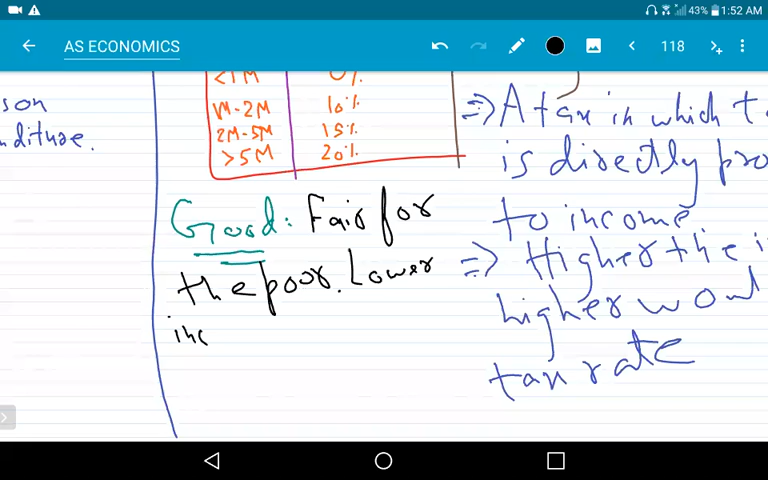 43% 1:52 AM
AS ECONOMICS
118
<1M 0%
1M-2M 10%
2M-5M 15%
>5M 20%
son
nditure.
Good: Fair for
the poor. Lower
inc
⇒ A tax in which t
is directly pro
to income
⇒ Higher the i
higher woul
tax rate